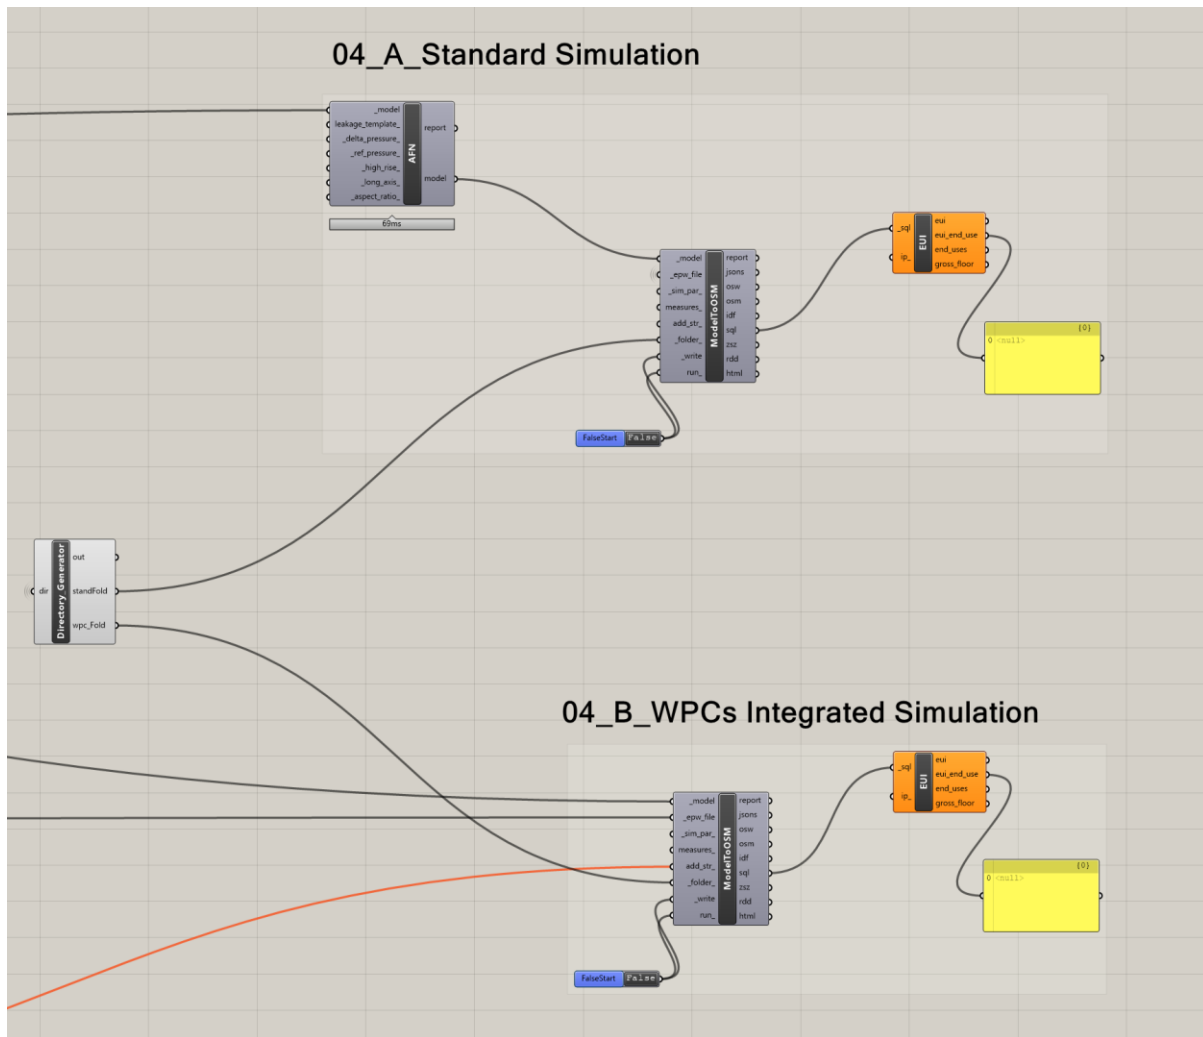 04_A_Standard Simulation
_model
leakage_template_
_delta_pressure_
_ref_pressure_
_high_rise_
_long_axis_
_aspect_ratio_
AFN
report
model
69ms
_model
_epw_file
_sim_par_
measures_
add_str_
_folder_
_write
run_
ModelToOSM
report
jsons
osw
osm
idf
sql
zsz
rdd
html
FalseStart False
_sql
ip_
EUI
eui
eui_end_use
end_uses
gross_floor
{0}
0 <null>
dir
Directory_Generator
out
standFold
wpc_Fold
04_B_WPCs Integrated Simulation
_model
_epw_file
_sim_par_
measures_
add_str_
_folder_
_write
run_
ModelToOSM
report
jsons
osw
osm
idf
sql
zsz
rdd
html
FalseStart False
_sql
ip_
EUI
eui
eui_end_use
end_uses
gross_floor
{0}
0 <null>